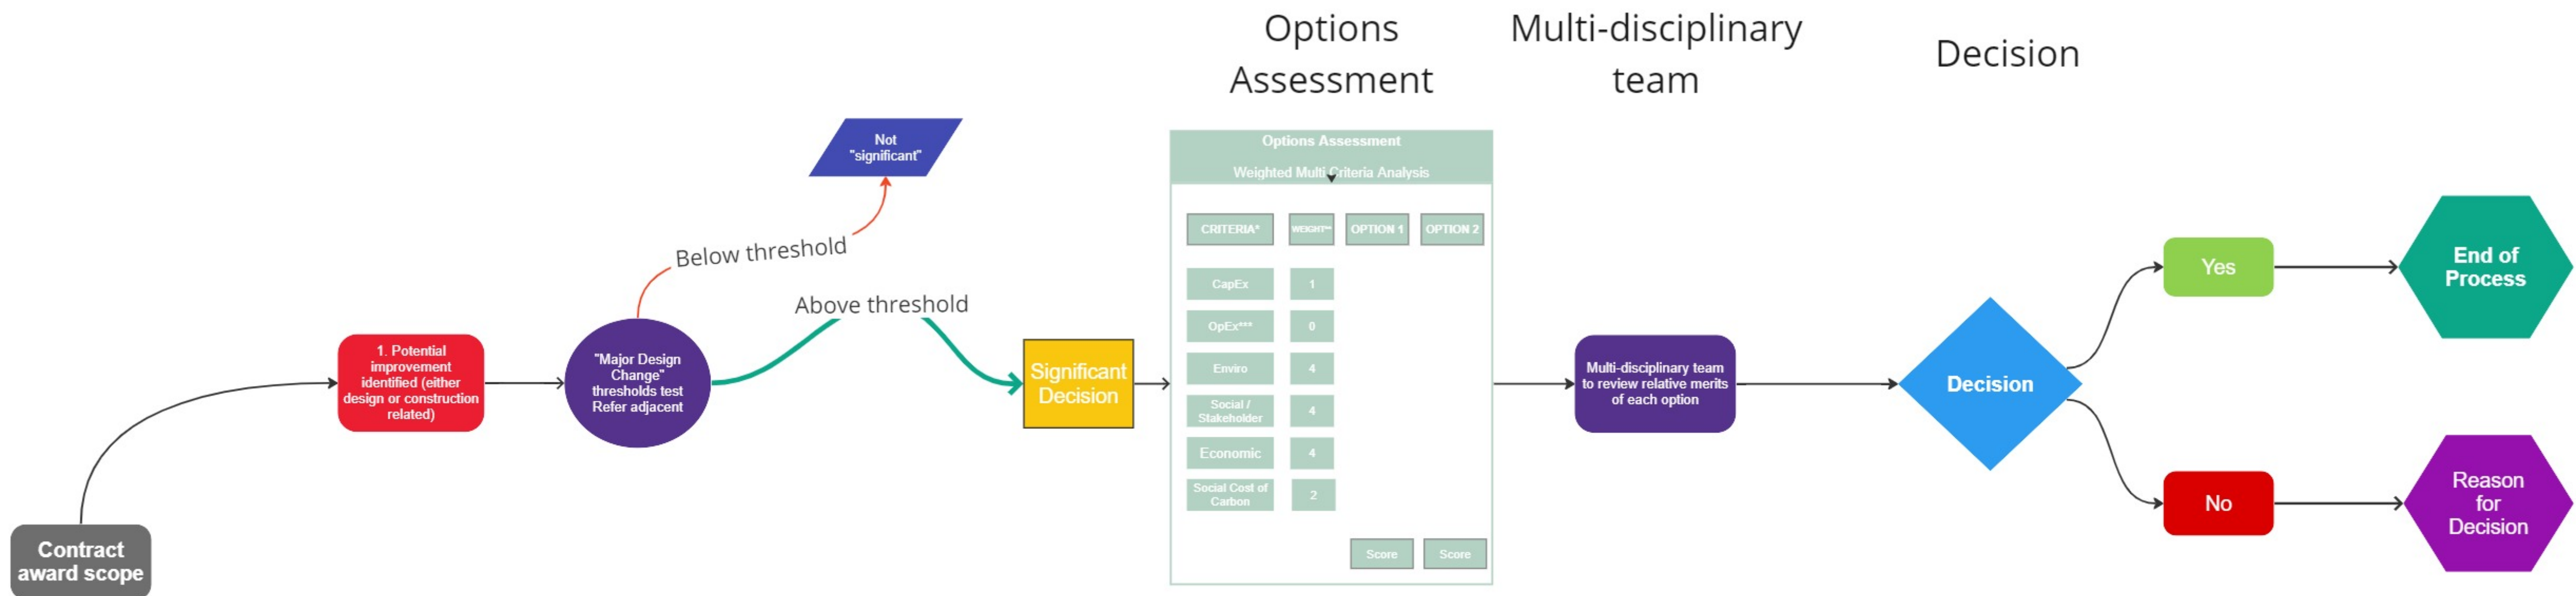 Options
Assessment
Multi-disciplinary
team
Decision
Not
"significant"
Below threshold
Above threshold
Contract
award scope
1. Potential
improvement
identified (either
design or construction
related)
"Major Design
Change"
thresholds test
Refer adjacent
Significant
Decision
Options Assessment
Weighted Multi Criteria Analysis
CRITERIA*
WEIGHT**
OPTION 1
OPTION 2
CapEx
1
OpEx***
0
Enviro
4
Social /
Stakeholder
4
Economic
4
Social Cost of
Carbon
2
Score
Score
Multi-disciplinary team
to review relative merits
of each option
Decision
Yes
End of
Process
No
Reason
for
Decision